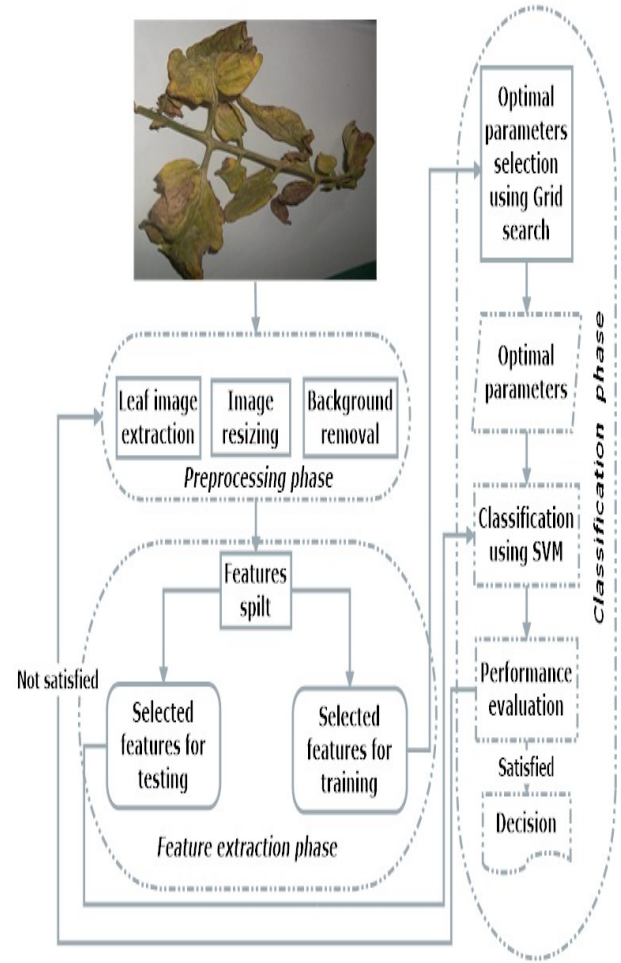 Optimal
parameters
selection
using Grid
search
Optimal
parameters
Classification
using SVM
Performance
evaluation
Satisfied
Decision
Classification phase
Leaf image
extraction
Image
resizing
Background
removal
Preprocessing phase
Features
spilt
Not satisfied
Selected
features for
testing
Selected
features for
training
Feature extraction phase